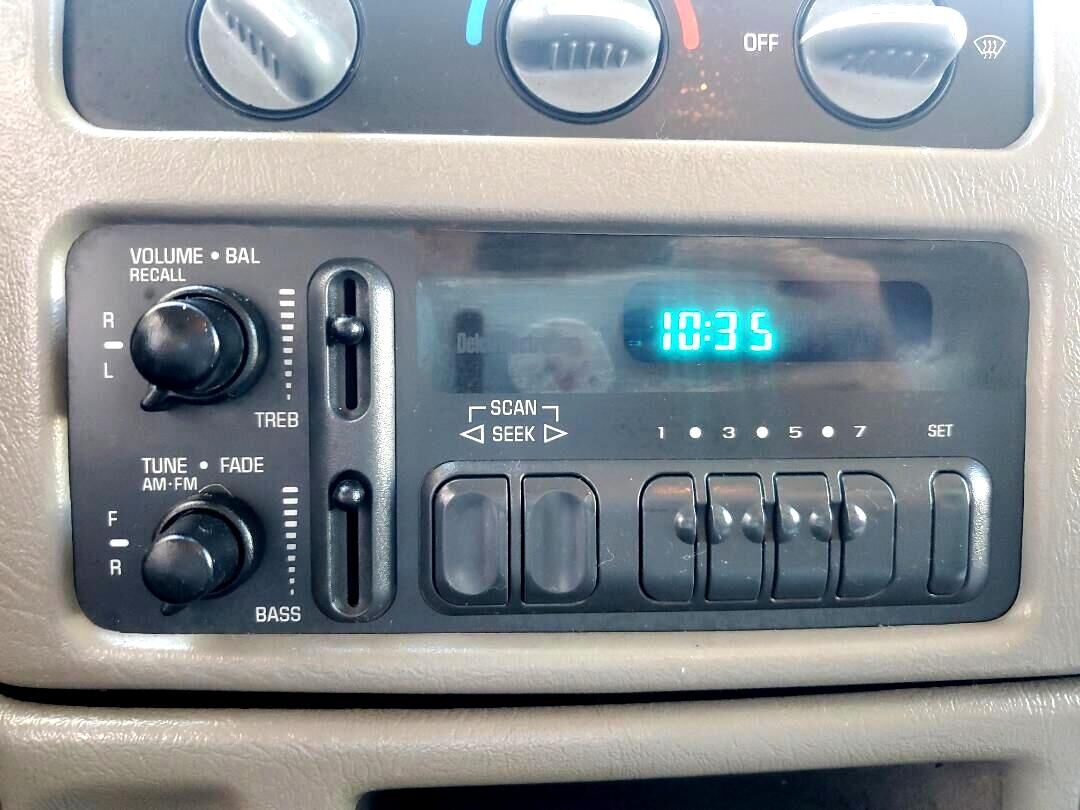 OFF
VOLUME • BAL
RECALL
R
L
TREB
10:35
SCAN
SEEK
1 • 3 • 5 • 7 SET
TUNE • FADE
AM·FM
F
R
BASS